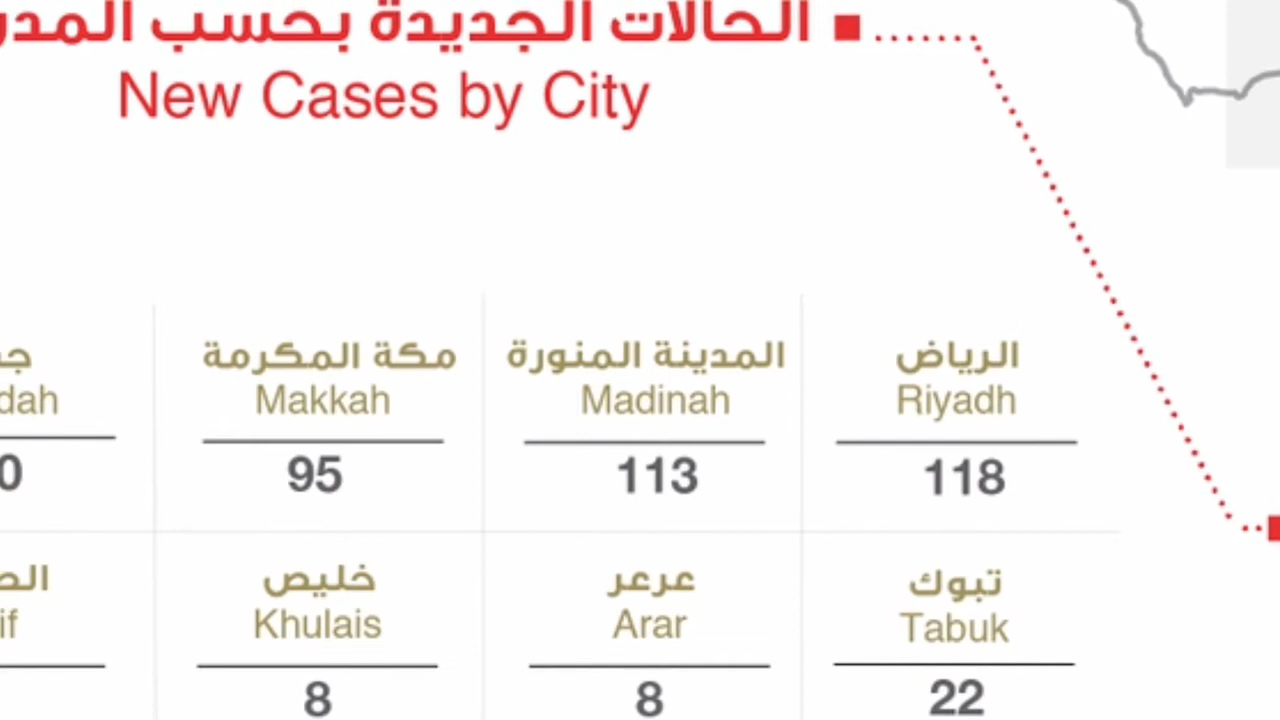 الحالات الجديدة بحسب
New Cases by City
الرياض
Riyadh
118
المدينة المنورة
Madinah
113
مكة المكرمة
Makkah
95
تبوك
Tabuk
22
عرعر
Arar
8
خليص
Khulais
8